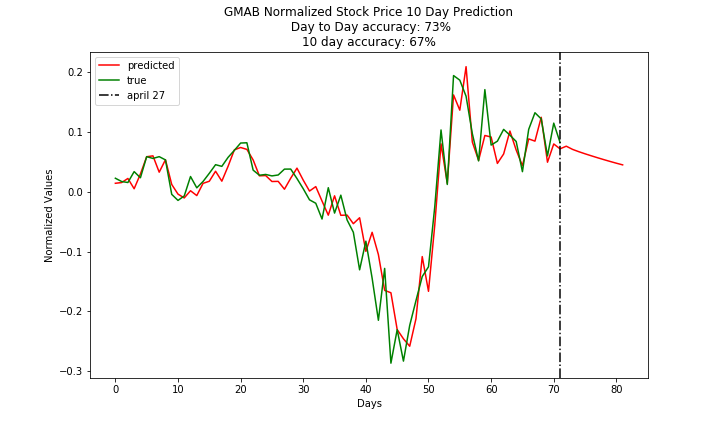 GMAB Normalized Stock Price 10 Day Prediction
Day to Day accuracy: 73%
10 day accuracy: 67%
predicted
true
april 27
0.2
0.1
0.0
−0.1
−0.2
−0.3
Normalized Values
0 10 20 30 40 50 60 70 80
Days